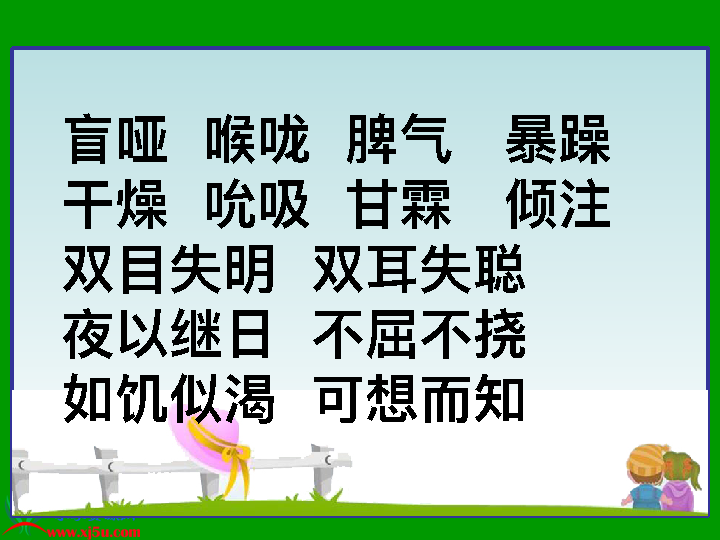 盲哑 喉咙 脾气 暴躁
干燥 吮吸 甘霖 倾注
双目失明 双耳失聪
夜以继日 不屈不挠
如饥似渴 可想而知
www.xj5u.com